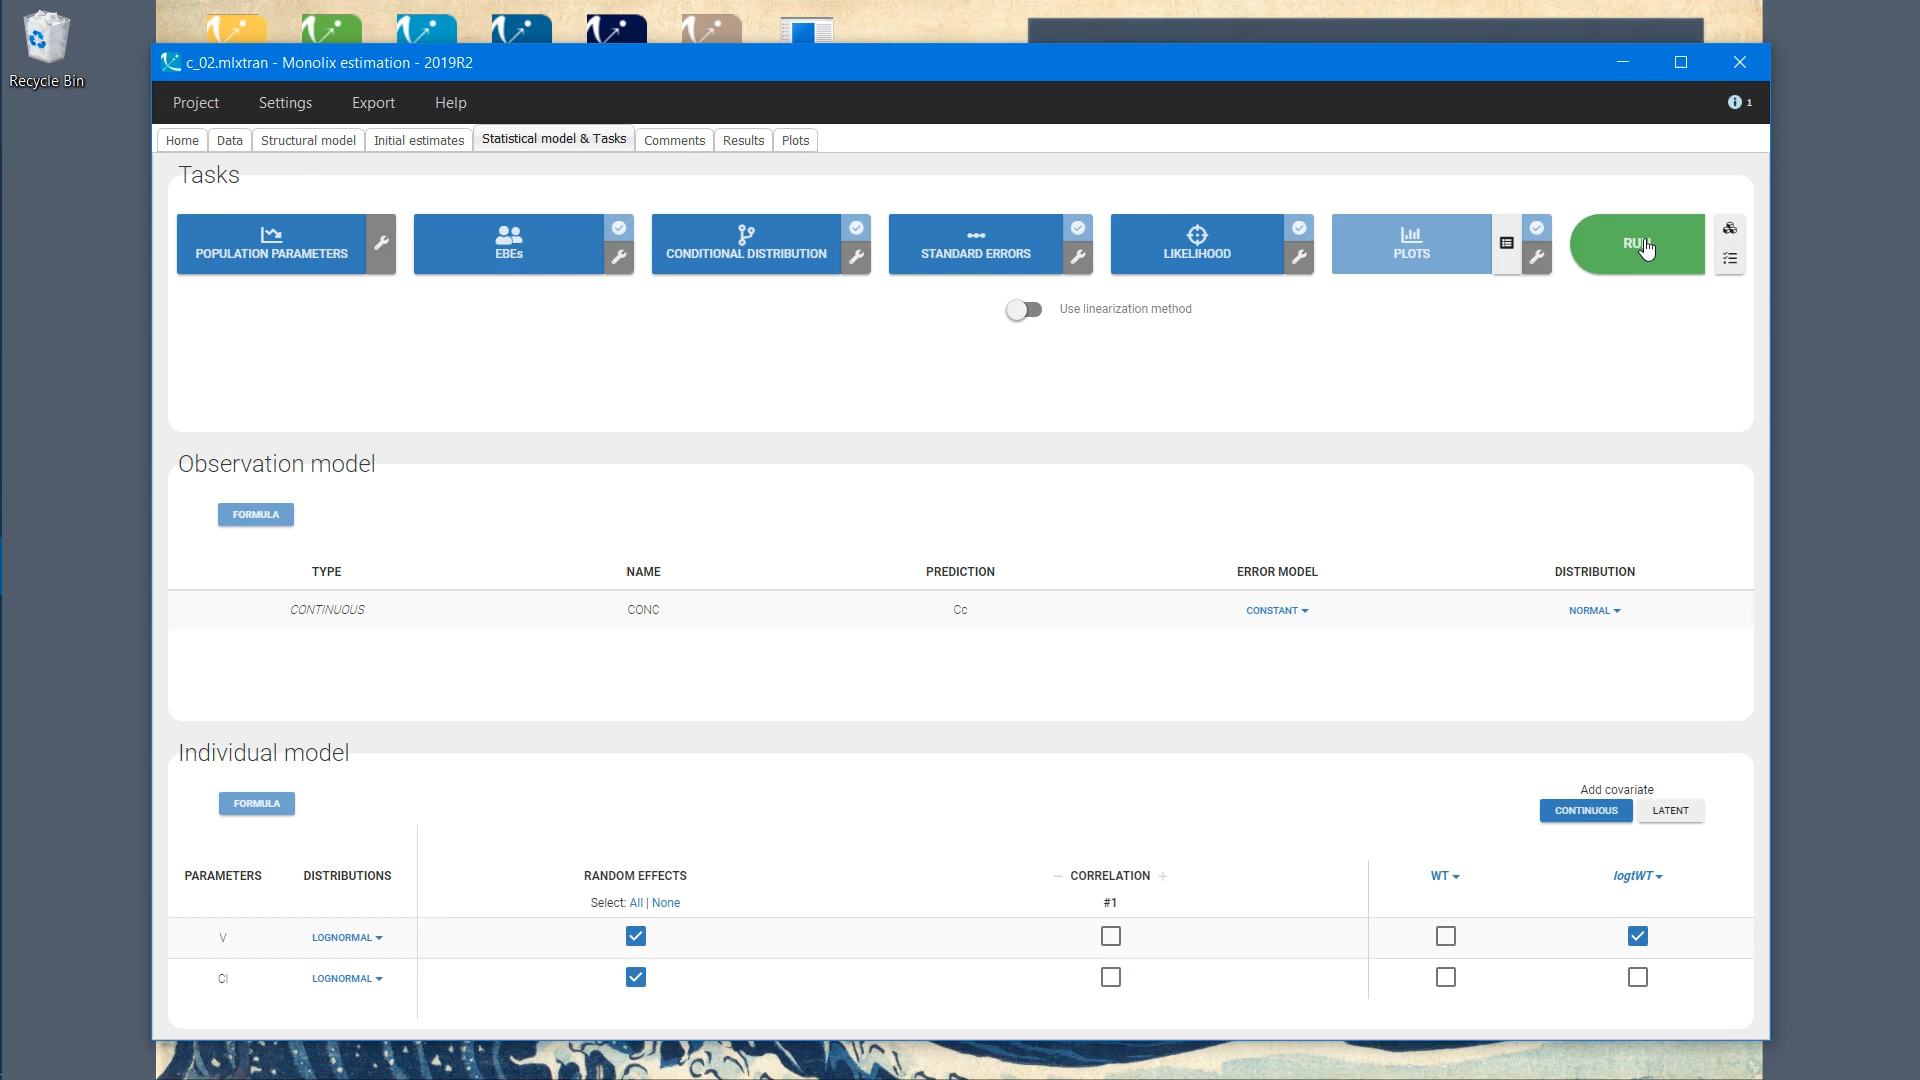 Recycle Bin
c_02.mlxtran - Monolix estimation - 2019R2
Project Settings Export Help 1
Home Data Structural model Initial estimates Statistical model & Tasks Comments Results Plots
Tasks
POPULATION PARAMETERS EBEs CONDITIONAL DISTRIBUTION STANDARD ERRORS LIKELIHOOD PLOTS
Use linearization method
Observation model
FORMULA
TYPE NAME PREDICTION ERROR MODEL DISTRIBUTION
CONTINUOUS CONC Cc CONSTANT NORMAL
Individual model
Add covariate
FORMULA CONTINUOUS LATENT
PARAMETERS DISTRIBUTIONS RANDOM EFFECTS CORRELATION WT logtWT
Select: All | None #1
V LOGNORMAL
Cl LOGNORMAL